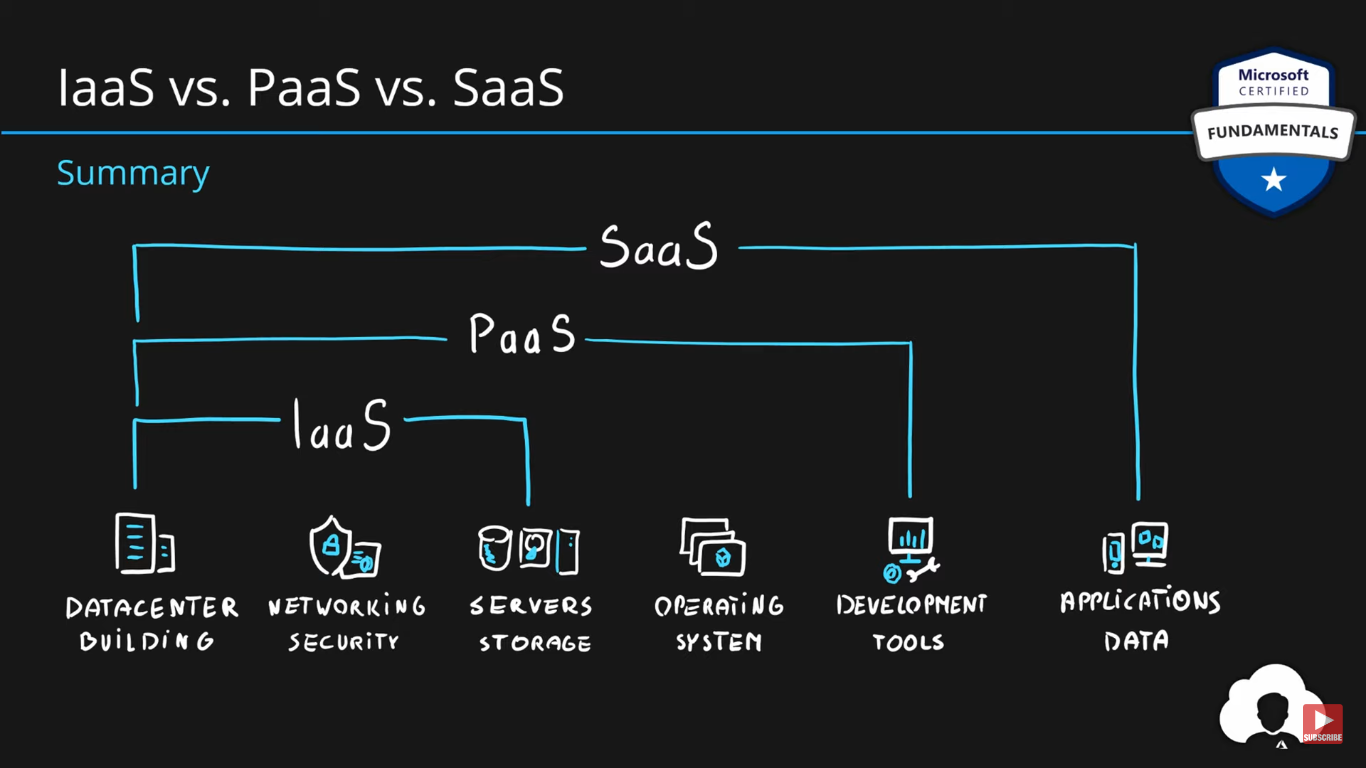 IaaS vs. PaaS vs. SaaS
Microsoft
CERTIFIED
FUNDAMENTALS
Summary
SaaS
PaaS
IaaS
DATACENTER
BUILDING
NETWORKING
SECURITY
SERVERS
STORAGE
OPERATING
SYSTEM
DEVELOPMENT
TOOLS
APPLICATIONS
DATA
SUBSCRIBE